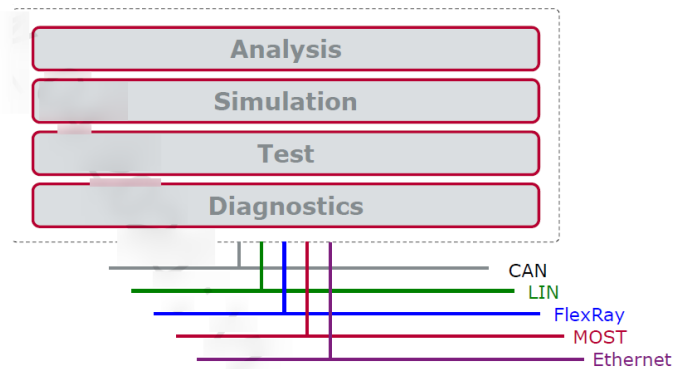 Analysis
Simulation
Test
Diagnostics
CAN
LIN
FlexRay
MOST
Ethernet